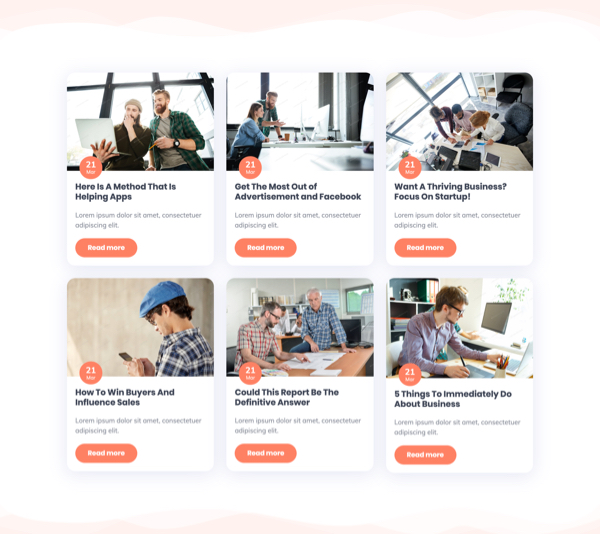 21
Mar
Here Is A Method That Is
Helping Apps
Lorem ipsum dolor sit amet, consectetuer
adipiscing elit.
Read more
21
Mar
Get The Most Out of
Advertisement and Facebook
Lorem ipsum dolor sit amet, consectetuer
adipiscing elit.
Read more
21
Mar
Want A Thriving Business?
Focus On Startup!
Lorem ipsum dolor sit amet, consectetuer
adipiscing elit.
Read more
21
Mar
How To Win Buyers And
Influence Sales
Lorem ipsum dolor sit amet, consectetuer
adipiscing elit.
Read more
21
Mar
Could This Report Be The
Definitive Answer
Lorem ipsum dolor sit amet, consectetuer
adipiscing elit.
Read more
21
Mar
5 Things To Immediately Do
About Business
Lorem ipsum dolor sit amet, consectetuer
adipiscing elit.
Read more